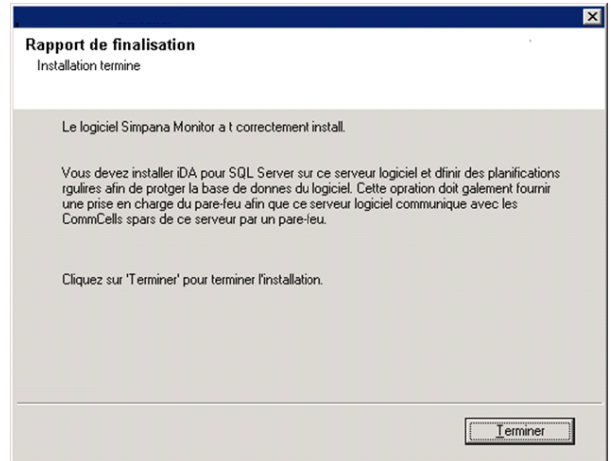 Rapport de finalisation
Installation termine
Le logiciel Simpana Monitor a t correctement install.
Vous devez installer iDA pour SQL Server sur ce serveur logiciel et dfinir des planifications
rgulires afin de protger la base de donnes du logiciel. Cette opration doit galement fournir
une prise en charge du pare-feu afin que ce serveur logiciel communique avec les
CommCells spars de ce serveur par un pare-feu.
Cliquez sur 'Terminer' pour terminer l'installation.
Terminer